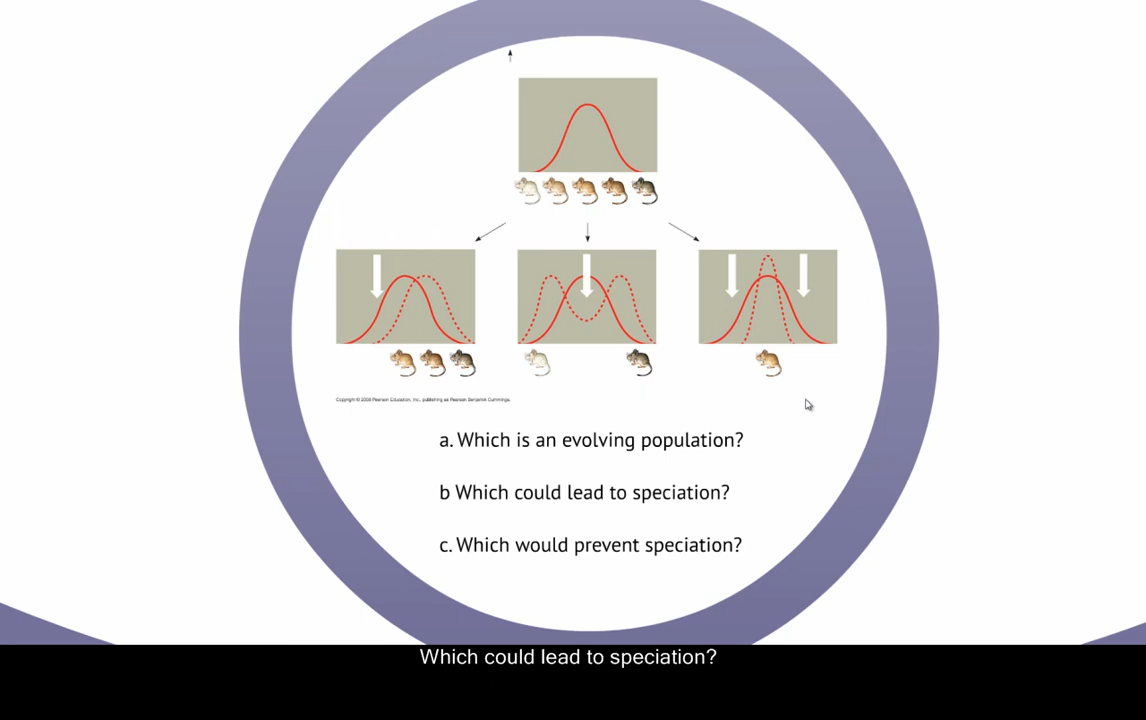 Copyright © 2008 Pearson Education, Inc., publishing as Pearson Benjamin Cummings.
a. Which is an evolving population?
b Which could lead to speciation?
c. Which would prevent speciation?
Which could lead to speciation?